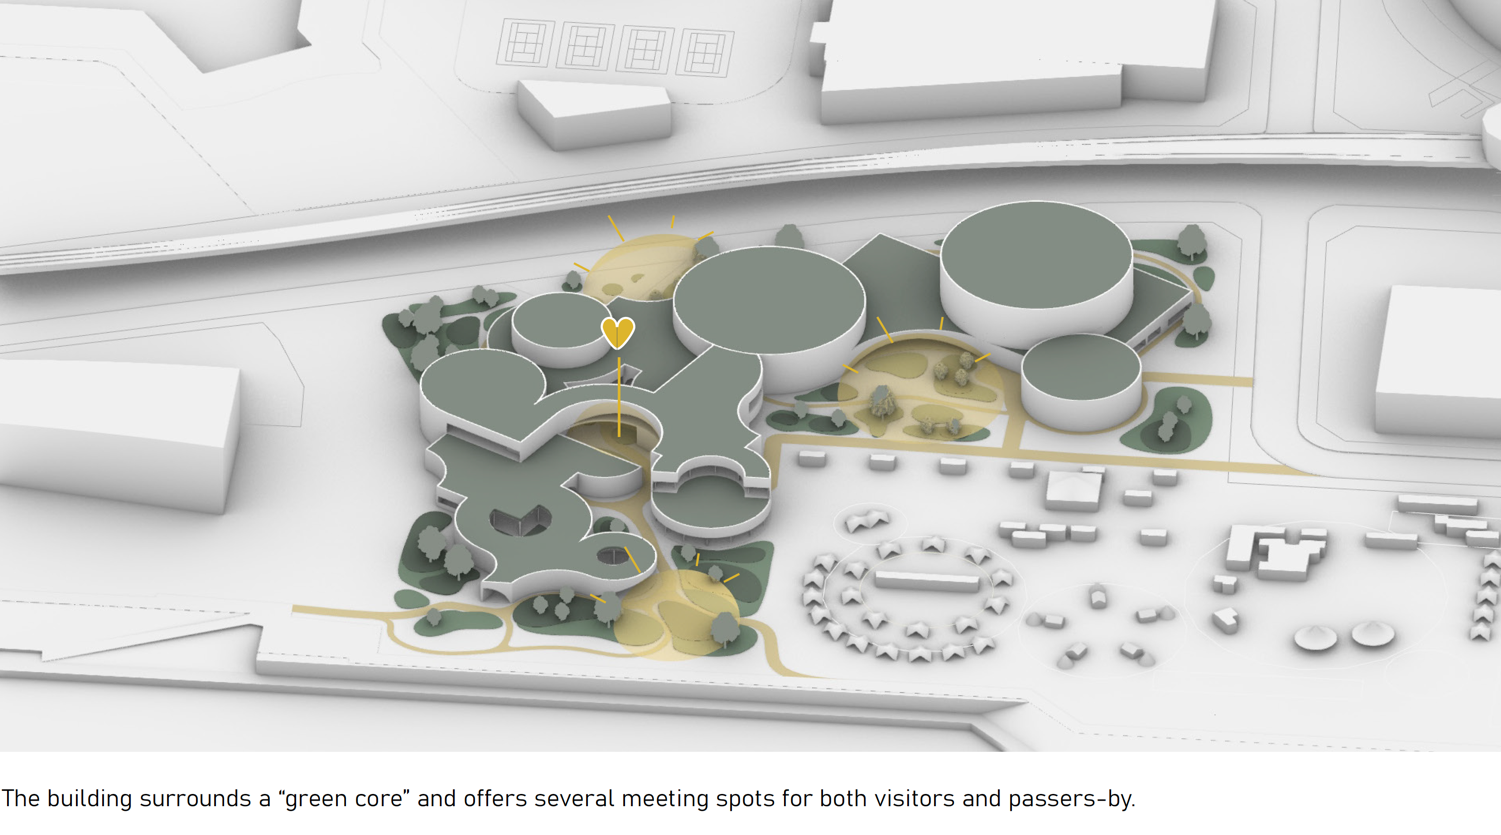 The building surrounds a “green core” and offers several meeting spots for both visitors and passers-by.